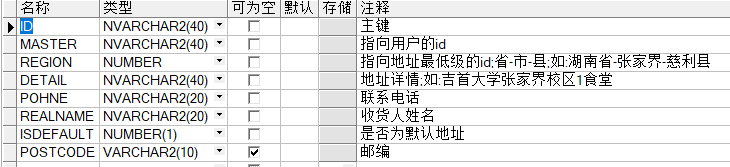 名称 类型 可为空 默认 存储 注释
ID NVARCHAR2(40) 主键
MASTER NVARCHAR2(40) 指向用户的id
REGION NUMBER 指向地址最低级的id;省-市-县;如:湖南省-张家界-慈利县
DETAIL NVARCHAR2(40) 地址详情;如:吉首大学张家界校区1食堂
POHNE NVARCHAR2(20) 联系电话
REALNAME NVARCHAR2(20) 收货人姓名
ISDEFAULT NUMBER(1) 是否为默认地址
POSTCODE VARCHAR2(10) 邮编